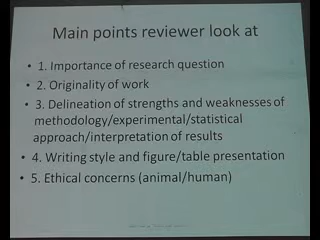 Main points reviewer look at
• 1. Importance of research question
• 2. Originality of work
• 3. Delineation of strengths and weaknesses of
methodology/experimental/statistical
approach/interpretation of results
• 4. Writing style and figure/table presentation
• 5. Ethical concerns (animal/human)